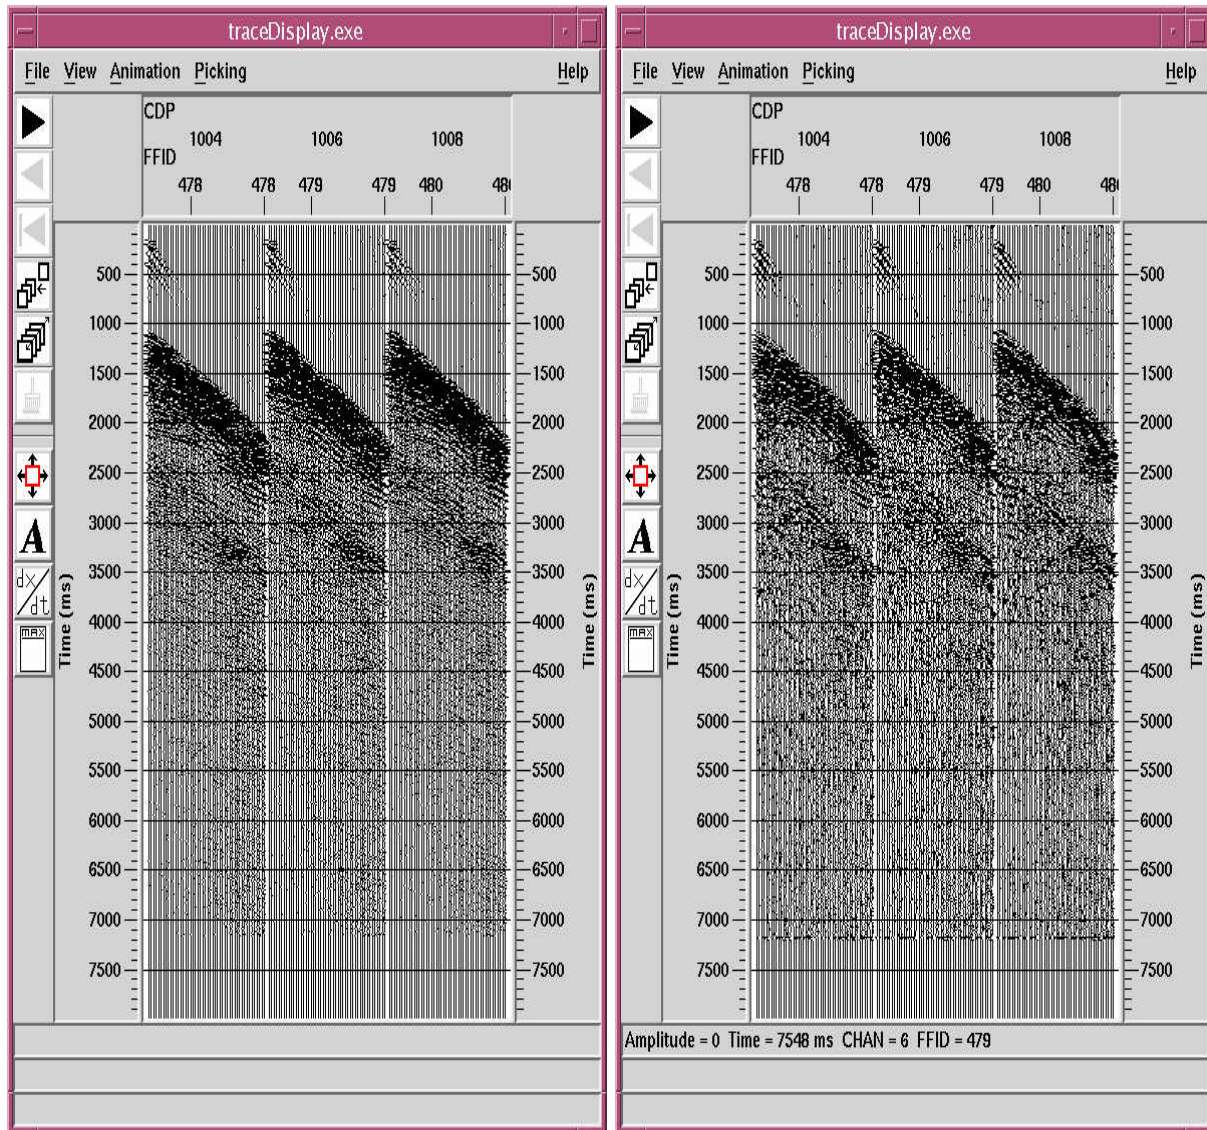 traceDisplay.exe
File View Animation Picking Help
CDP
1004 1006 1008
FFID
478 478 479 479 480 48
500 500
1000 1000
1500 1500
2000 2000
2500 2500
3000 3000
3500 3500
4000 4000
4500 4500
5000 5000
5500 5500
6000 6000
6500 6500
7000 7000
7500 7500
Time (ms)
Time (ms)
A
dx/dt
MAX
traceDisplay.exe
File View Animation Picking Help
CDP
1004 1006 1008
FFID
478 478 479 479 480 48
500 500
1000 1000
1500 1500
2000 2000
2500 2500
3000 3000
3500 3500
4000 4000
4500 4500
5000 5000
5500 5500
6000 6000
6500 6500
7000 7000
7500 7500
Time (ms)
Time (ms)
A
dx/dt
MAX
Amplitude = 0 Time = 7548 ms CHAN = 6 FFID = 479